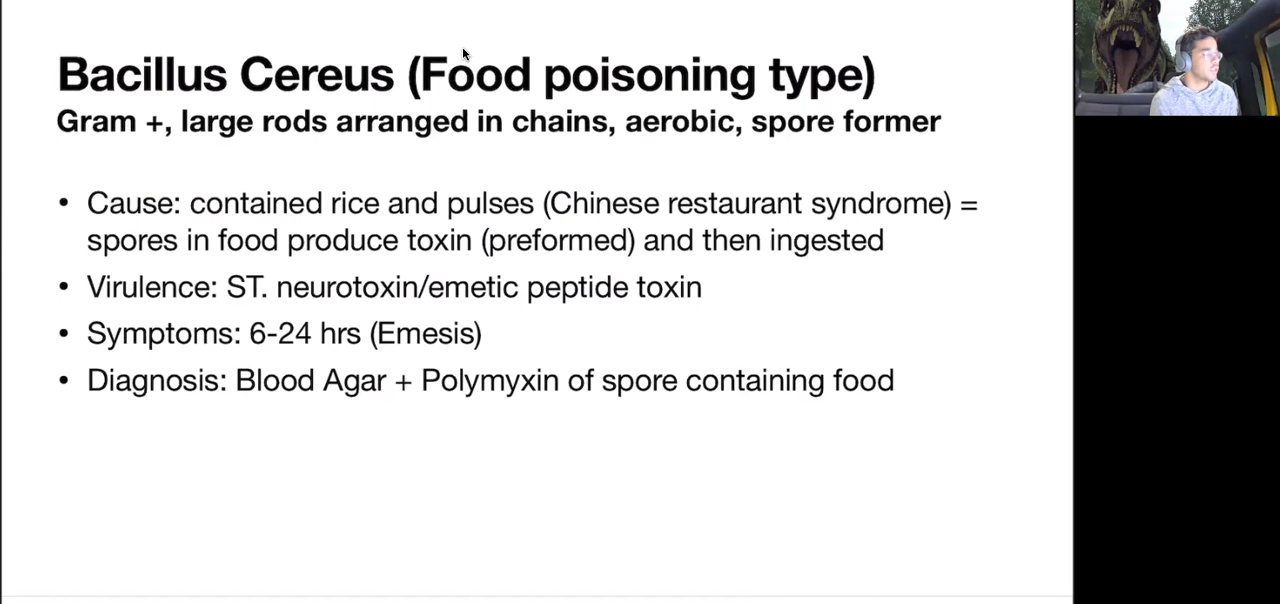 Bacillus Cereus (Food poisoning type)
Gram +, large rods arranged in chains, aerobic, spore former
• Cause: contained rice and pulses (Chinese restaurant syndrome) =
spores in food produce toxin (preformed) and then ingested
• Virulence: ST. neurotoxin/emetic peptide toxin
• Symptoms: 6-24 hrs (Emesis)
• Diagnosis: Blood Agar + Polymyxin of spore containing food